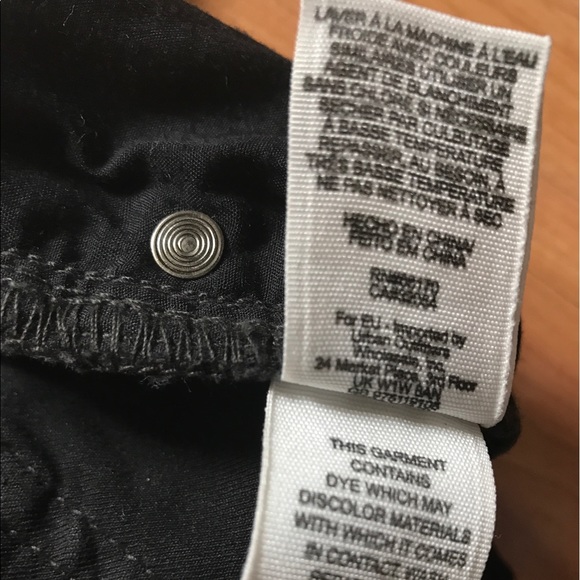 LAVER À LA MACHINE À L'EAU
FROIDE AVEC COULEURS
SIMILAIRES UTILISER UN
AGENT DE BLANCHIMENT
SANS CHLORE, SI NÉCESSAIRE
SÉCHER PAR CULBUTAGE
À BASSE TEMPÉRATURE
REPASSER, AU BESOIN, À
TRÈS BASSE TEMPÉRATURE
NE PAS NETTOYER À SEC
HECHO EN CHINA/
FEITO EM CHINA
For EU - Imported by
Urban Outfitters
Wholesale
24 Market Place Floor
UK W1W 8AN
THIS GARMENT
CONTAINS
DYE WHICH MAY
DISCOLOR MATERIALS
WITH WHICH IT COMES
IN CONTACT